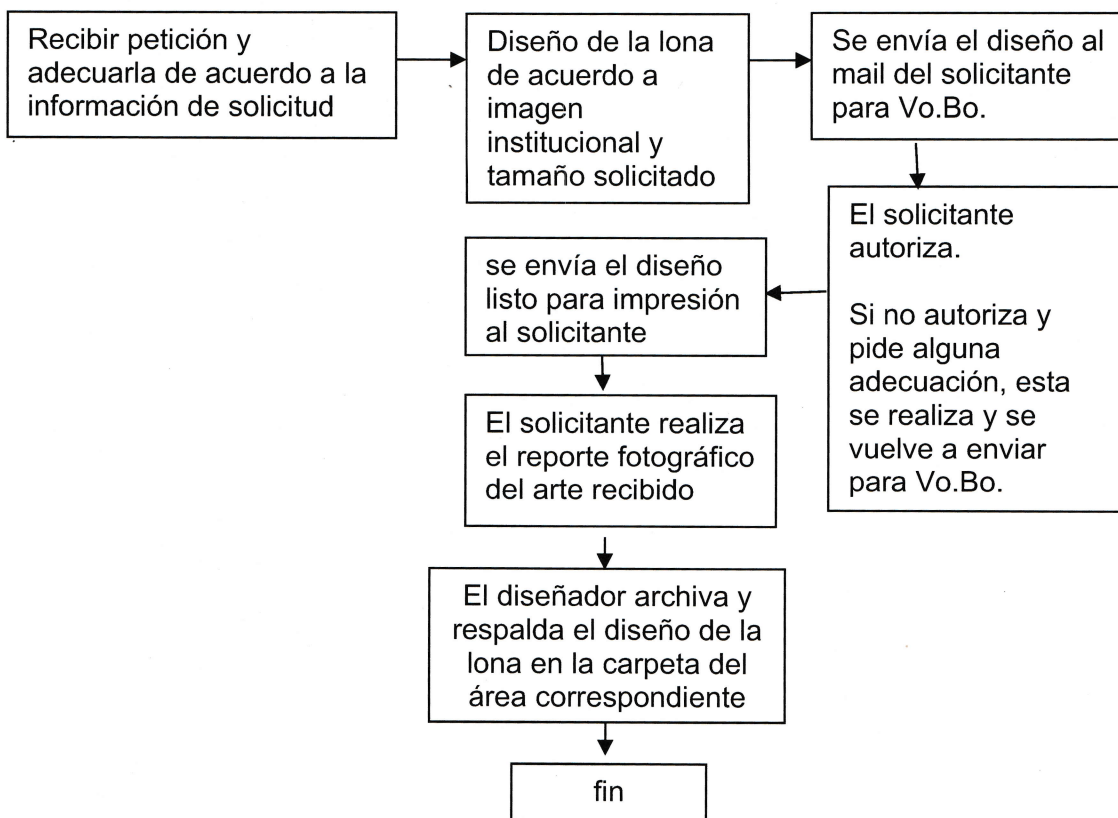 Recibir petición y
adecuarla de acuerdo a la
información de solicitud
Diseño de la lona
de acuerdo a
imagen
institucional y
tamaño solicitado
Se envía el diseño al
mail del solicitante
para Vo.Bo.
El solicitante
autoriza.
Si no autoriza y
pide alguna
adecuación, esta
se realiza y se
vuelve a enviar
para Vo.Bo.
se envía el diseño
listo para impresión
al solicitante
El solicitante realiza
el reporte fotográfico
del arte recibido
El diseñador archiva y
respalda el diseño de la
lona en la carpeta del
área correspondiente
fin